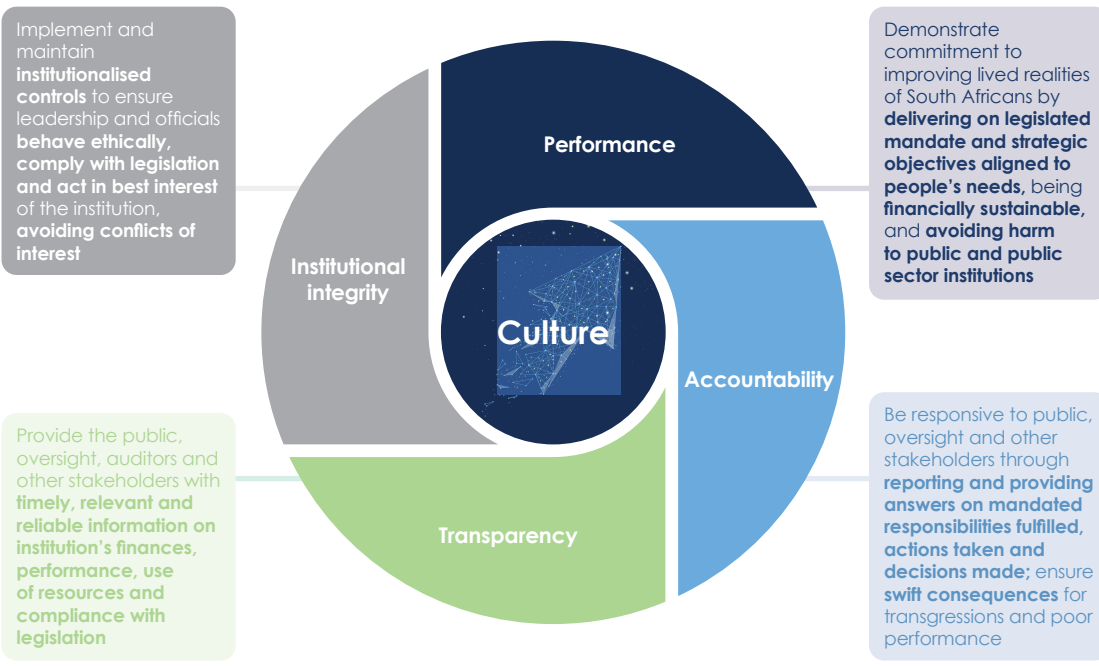 Implement and
maintain
institutionalised
controls to ensure
leadership and officials
behave ethically,
comply with legislation
and act in best interest
of the institution,
avoiding conflicts of
interest
Performance
Demonstrate
commitment to
improving lived realities
of South Africans by
delivering on legislated
mandate and strategic
objectives aligned to
people's needs, being
financially sustainable,
and avoiding harm
to public and public
sector institutions
Institutional
integrity
Culture
Accountability
Provide the public,
oversight, auditors and
other stakeholders with
timely, relevant and
reliable information on
institution's finances,
performance, use
of resources and
compliance with
legislation
Transparency
Be responsive to public,
oversight and other
stakeholders through
reporting and providing
answers on mandated
responsibilities fulfilled,
actions taken and
decisions made; ensure
swift consequences for
transgressions and poor
performance